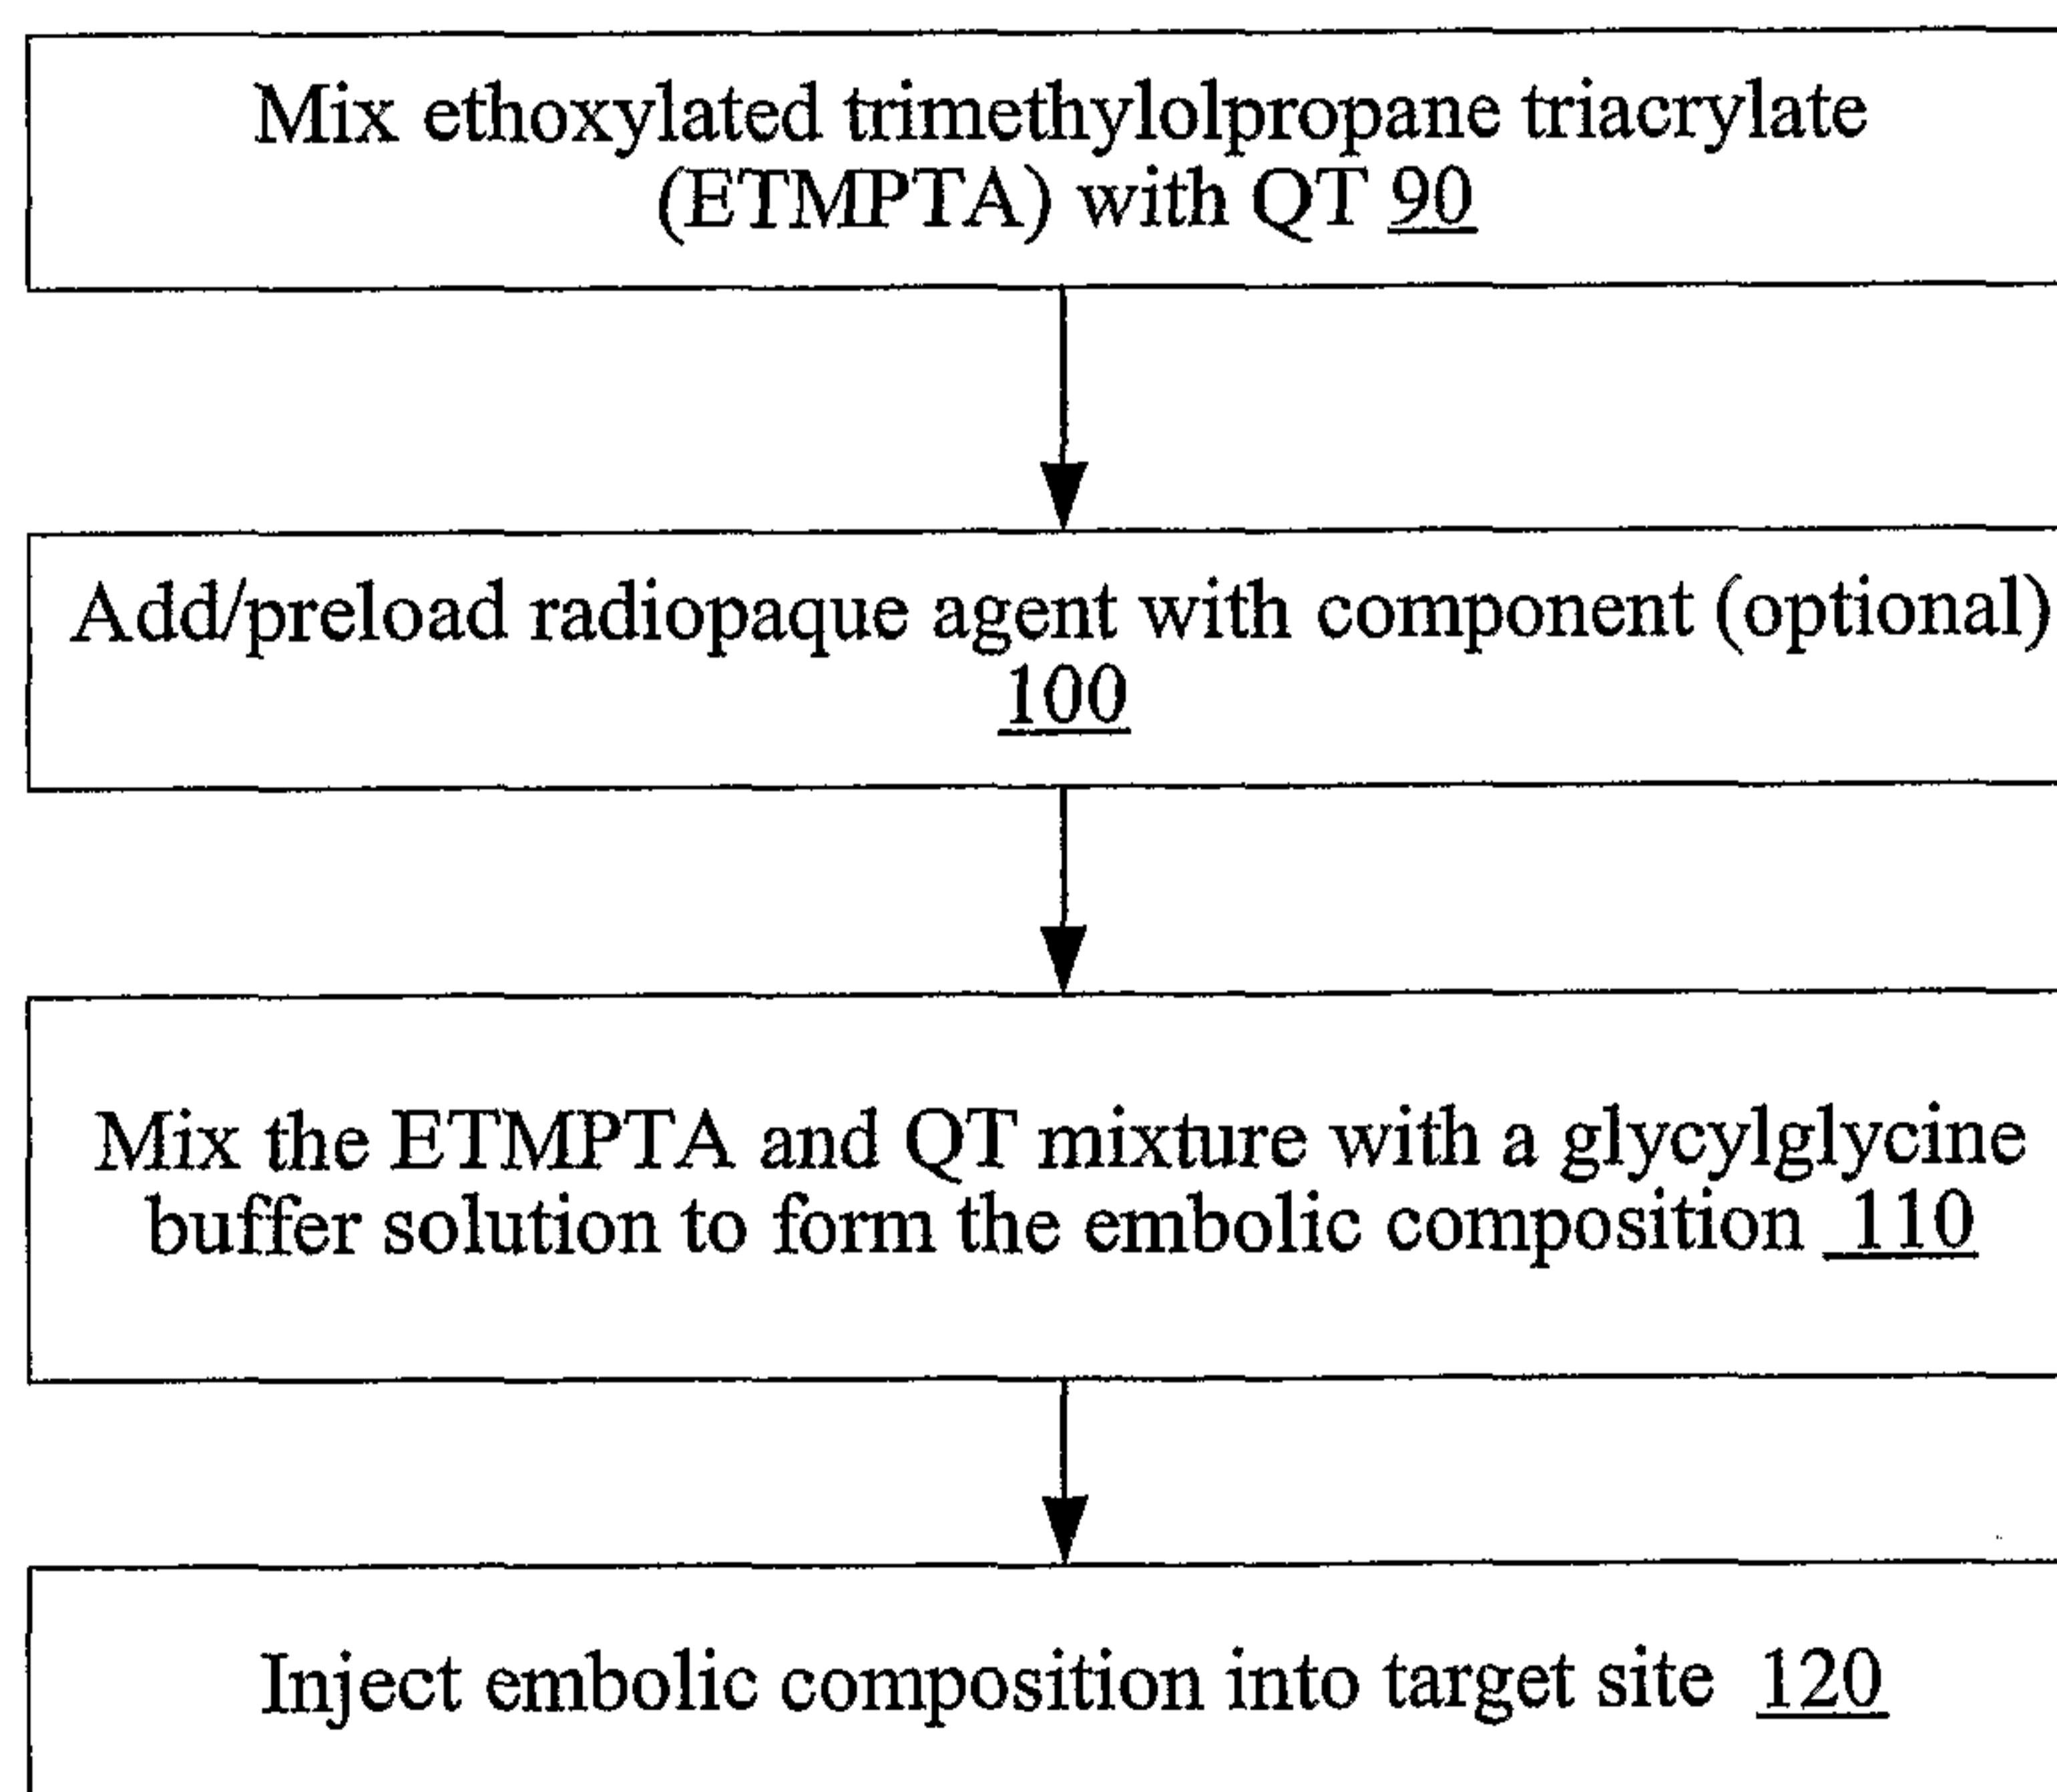 Mix ethoxylated trimethylolpropane triacrylate
(ETMPTA) with QT 90
Add/preload radiopaque agent with component (optional)
100
Mix the ETMPTA and QT mixture with a glycylglycine
buffer solution to form the embolic composition 110
Inject embolic composition into target site 120